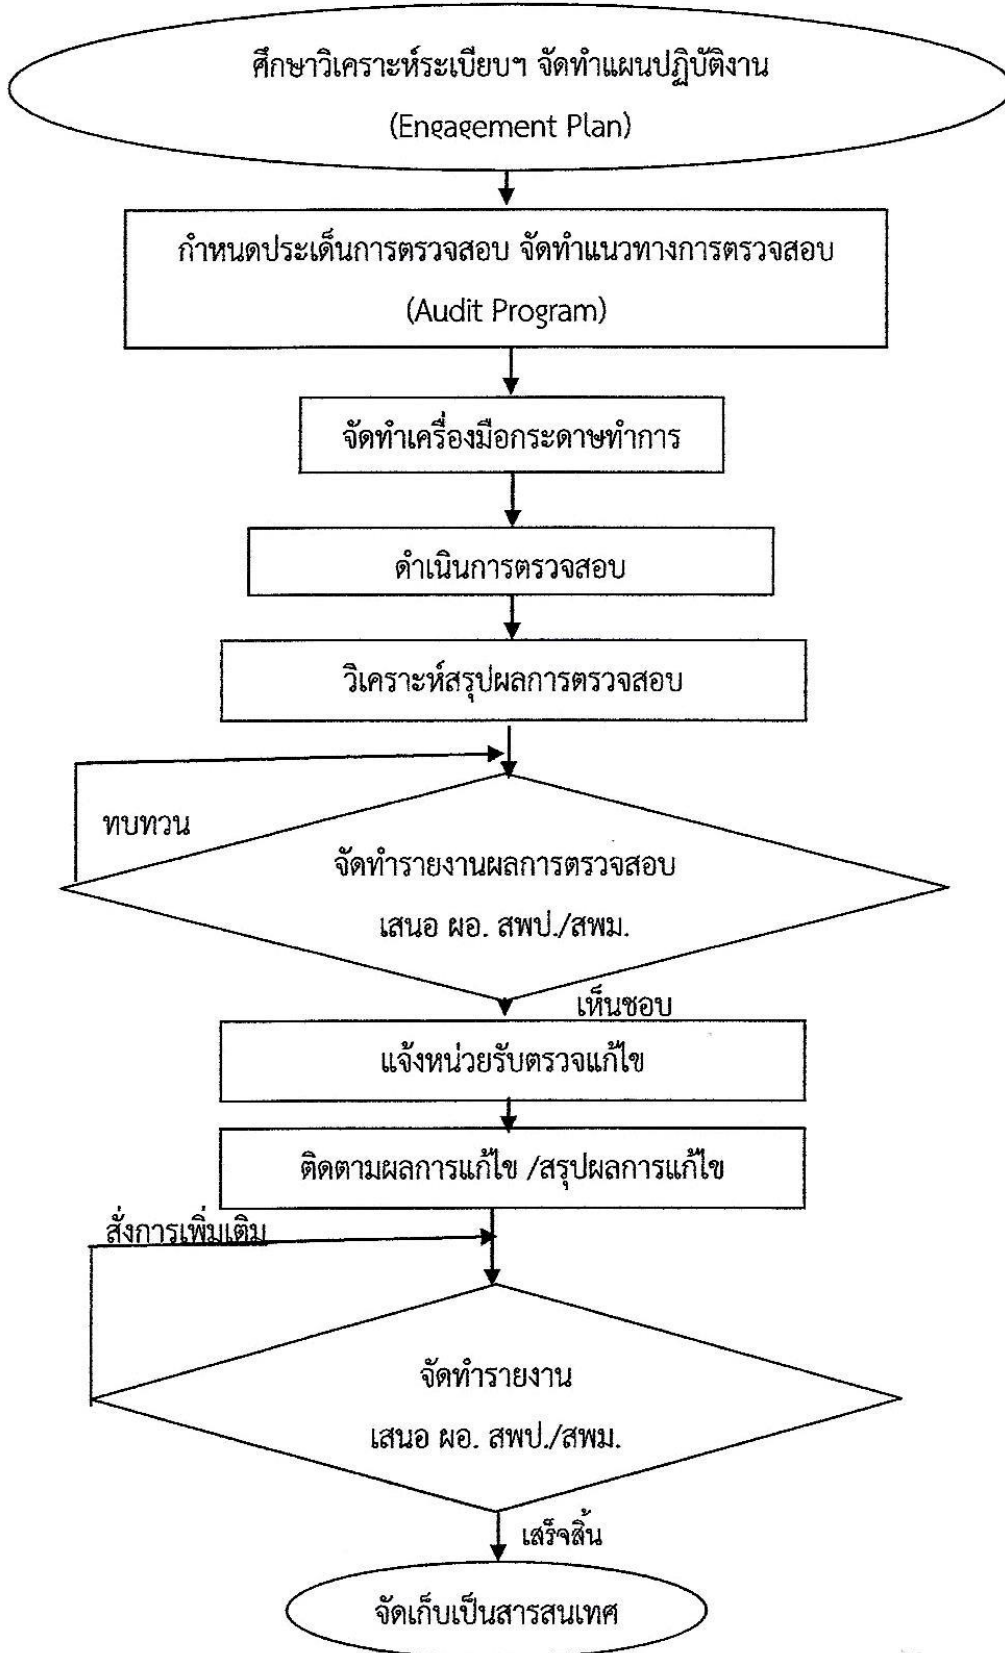 ศึกษาวิเคราะห์ระเบียบฯ จัดทำแผนปฏิบัติงาน
(Engagement Plan)
กำหนดประเด็นการตรวจสอบ จัดทำแนวทางการตรวจสอบ
(Audit Program)
จัดทำเครื่องมือกระดาษทำการ
ดำเนินการตรวจสอบ
วิเคราะห์สรุปผลการตรวจสอบ
ทบทวน
จัดทำรายงานผลการตรวจสอบ
เสนอ ผอ. สพป./สพม.
เห็นชอบ
แจ้งหน่วยรับตรวจแก้ไข
ติดตามผลการแก้ไข /สรุปผลการแก้ไข
สั่งการเพิ่มเติม
จัดทำรายงาน
เสนอ ผอ. สพป./สพม.
เสร็จสิ้น
จัดเก็บเป็นสารสนเทศ